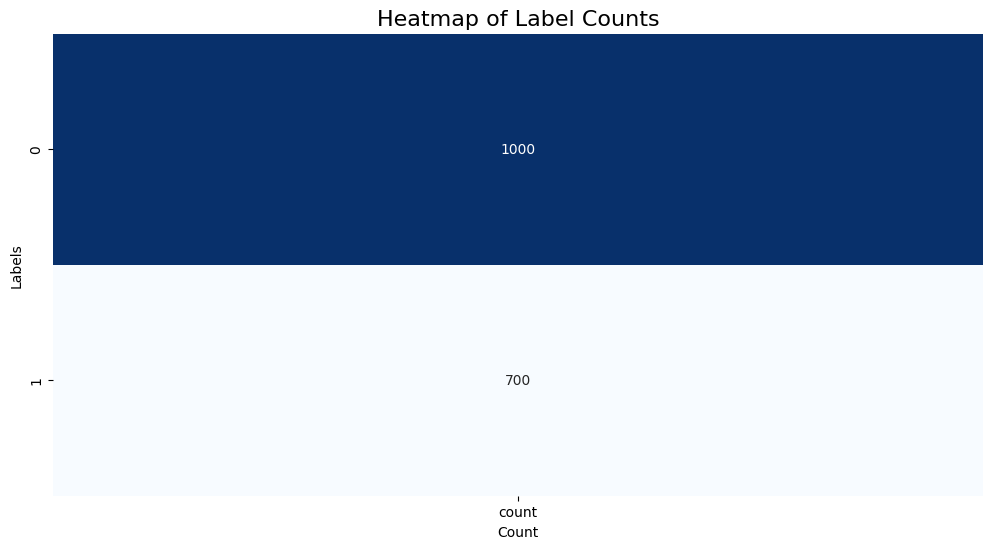 Heatmap of Label Counts
0
1000
Labels
1
700
count
Count